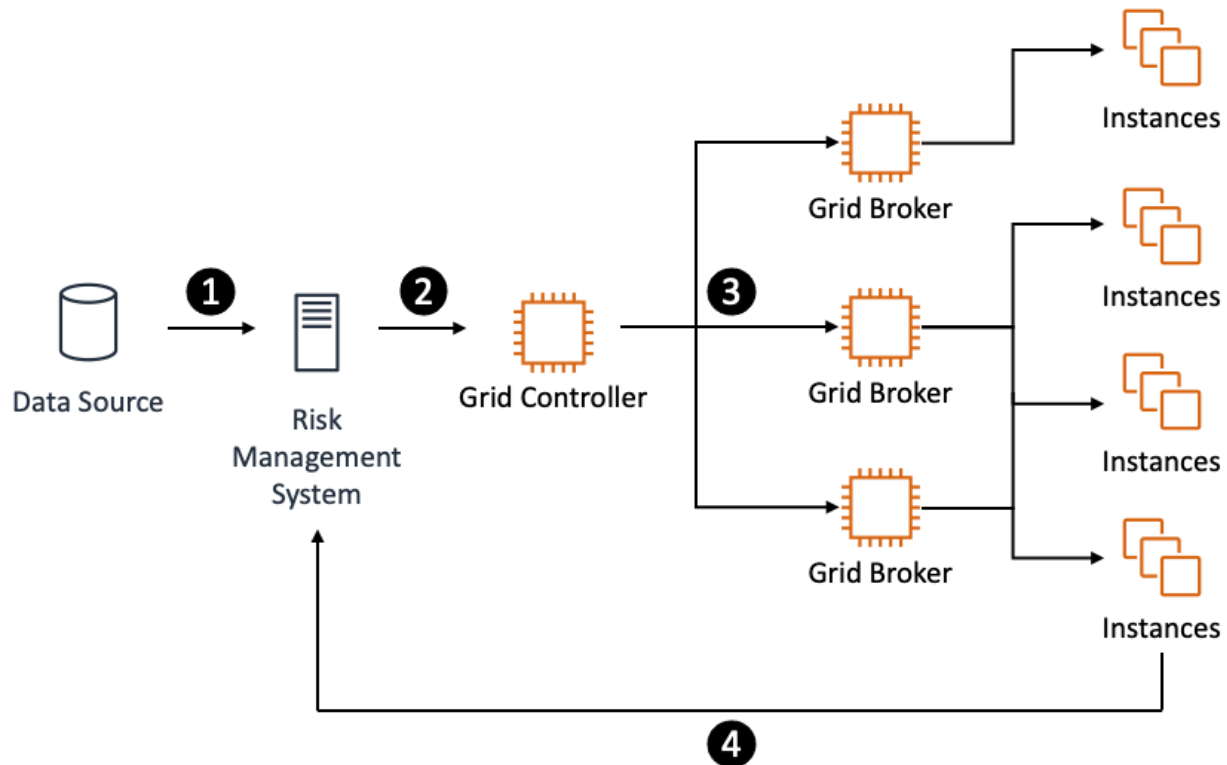 Instances
Grid Broker
Instances
1
2
3
Data Source
Risk
Management
System
Grid Controller
Grid Broker
Instances
Grid Broker
Instances
4